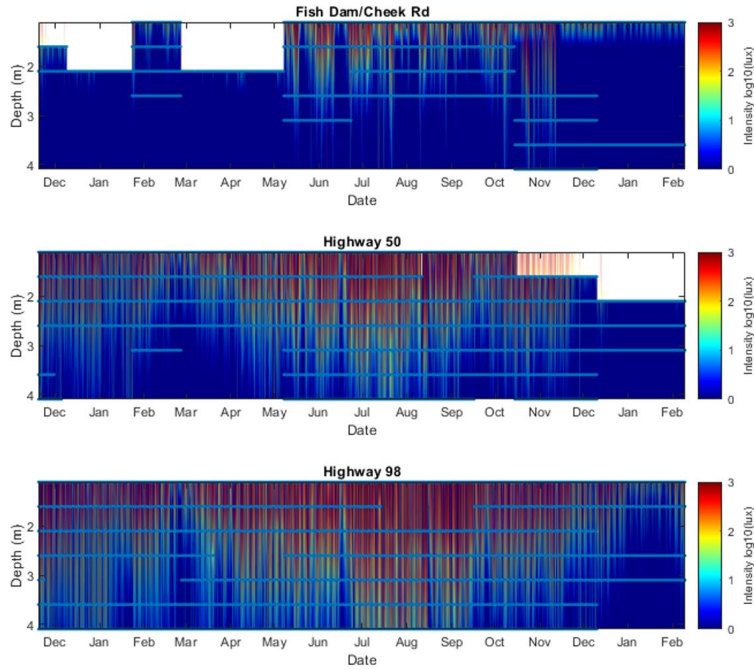 Fish Dam/Cheek Rd
Depth (m)
2
3
4
Dec Jan Feb Mar Apr May Jun Jul Aug Sep Oct Nov Dec Jan Feb
Date
3
2
1
0
Intensity log10(lux)
Highway 50
Depth (m)
2
3
4
Dec Jan Feb Mar Apr May Jun Jul Aug Sep Oct Nov Dec Jan Feb
Date
3
2
1
0
Intensity log10(lux)
Highway 98
Depth (m)
2
3
4
Dec Jan Feb Mar Apr May Jun Jul Aug Sep Oct Nov Dec Jan Feb
Date
3
2
1
0
Intensity log10(lux)